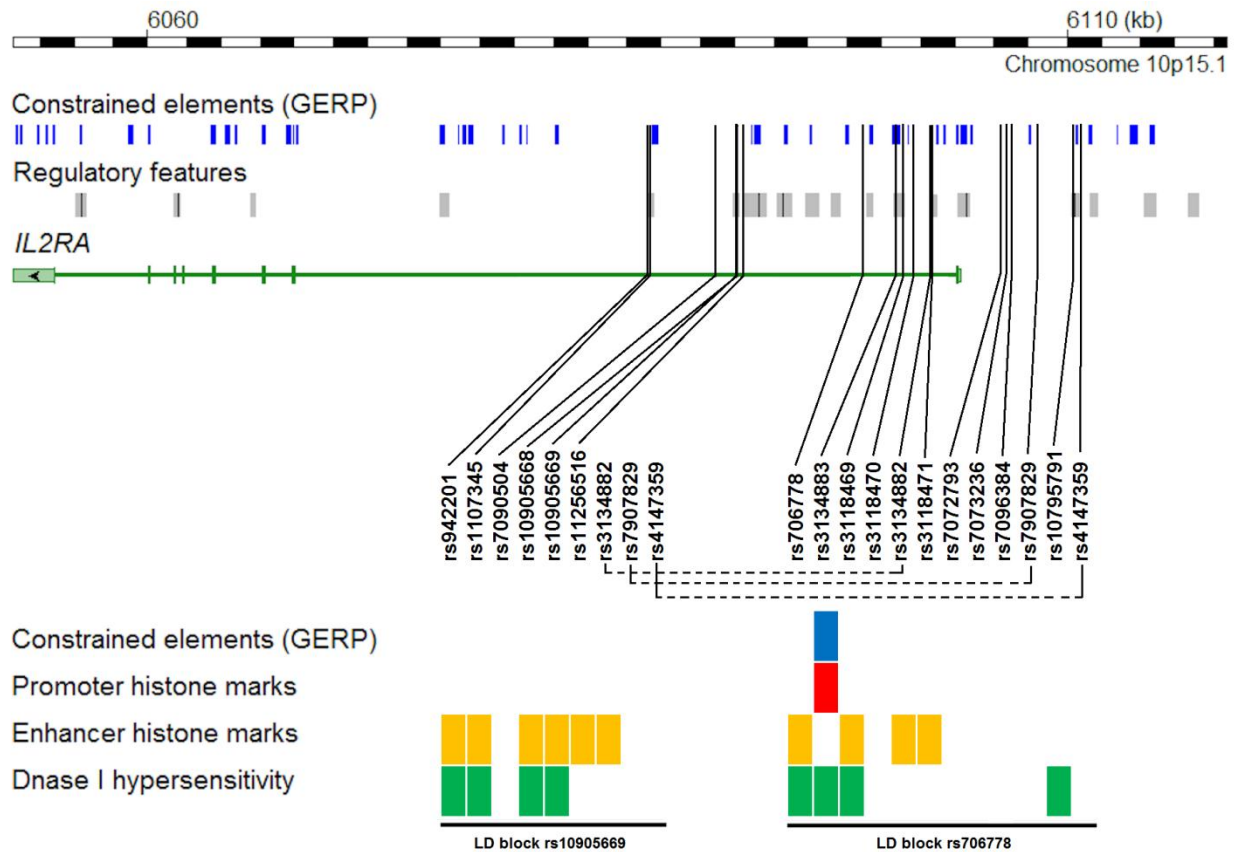 6060 6110 (kb)
Chromosome 10p15.1
Constrained elements (GERP)
Regulatory features
IL2RA
rs942201
rs1107345
rs7090504
rs10905668
rs10905669
rs11256516
rs3134882
rs7907829
rs4147359
rs706778
rs3134883
rs3118469
rs3118470
rs3134882
rs3118471
rs7072793
rs7073236
rs7096384
rs7907829
rs10795791
rs4147359
Constrained elements (GERP)
Promoter histone marks
Enhancer histone marks
Dnase I hypersensitivity
LD block rs10905669
LD block rs706778